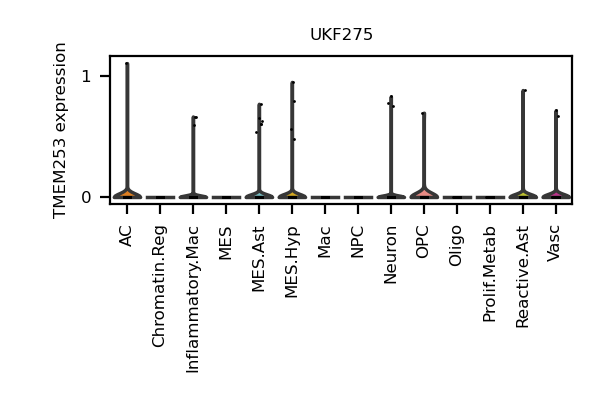 UKF275
TMEM253 expression
1
0
AC
Chromatin.Reg
Inflammatory.Mac
MES
MES.Ast
MES.Hyp
Mac
NPC
Neuron
OPC
Oligo
Prolif.Metab
Reactive.Ast
Vasc